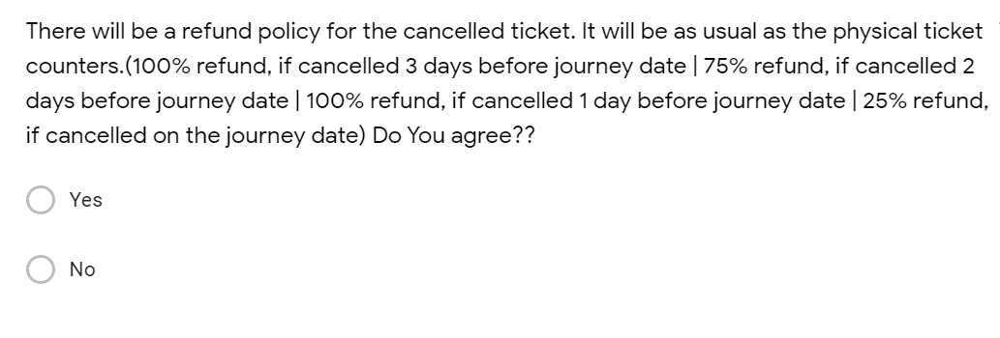 There will be a refund policy for the cancelled ticket. It will be as usual as the physical ticket
counters.(100% refund, if cancelled 3 days before journey date | 75% refund, if cancelled 2
days before journey date | 100% refund, if cancelled 1 day before journey date | 25% refund,
if cancelled on the journey date) Do You agree??
Yes
No